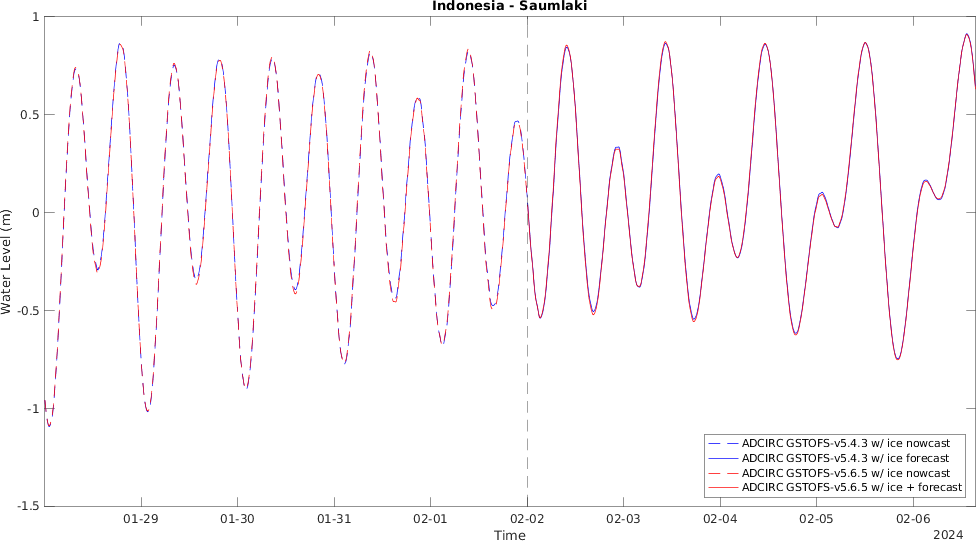 Indonesia - Saumlaki
1
0.5
0
-0.5
-1
-1.5
Water Level (m)
ADCIRC GSTOFS-v5.4.3 w/ ice nowcast
ADCIRC GSTOFS-v5.4.3 w/ ice forecast
ADCIRC GSTOFS-v5.6.5 w/ ice nowcast
ADCIRC GSTOFS-v5.6.5 w/ ice + forecast
01-29 01-30 01-31 02-01 02-02 02-03 02-04 02-05 02-06
Time
2024